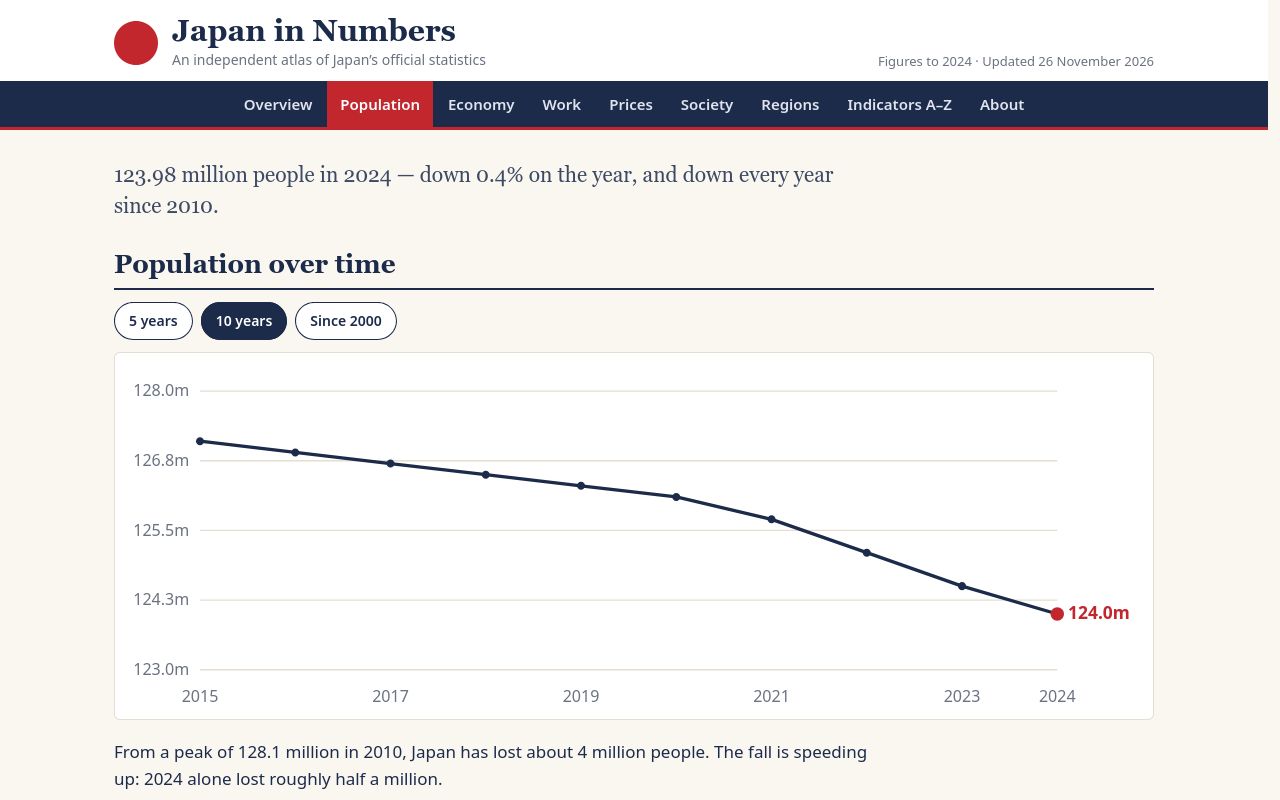 Japan in Numbers
An independent atlas of Japan’s official statistics
Figures to 2024 · Updated 26 November 2026
Overview
Population
Economy
Work
Prices
Society
Regions
Indicators A–Z
About
123.98 million people in 2024 — down 0.4% on the year, and down every year
since 2010.
Population over time
5 years
10 years
Since 2000
128.0m
126.8m
125.5m
124.3m
123.0m
124.0m
2015
2017
2019
2021
2023
2024
From a peak of 128.1 million in 2010, Japan has lost about 4 million people. The fall is speeding
up: 2024 alone lost roughly half a million.